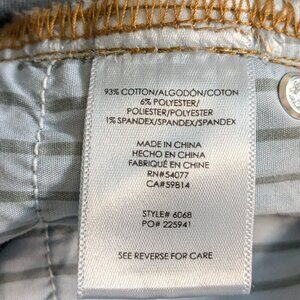 93% COTTON/ALGODÓN/COTON
6% POLYESTER/
POLIESTER/POLYESTER
1% SPANDEX/SPANDEX/SPANDEX
MADE IN CHINA
HECHO EN CHINA
FABRIQUÉ EN CHINE
RN#54077
CA#59814
STYLE# 6068
PO# 225941
SEE REVERSE FOR CARE